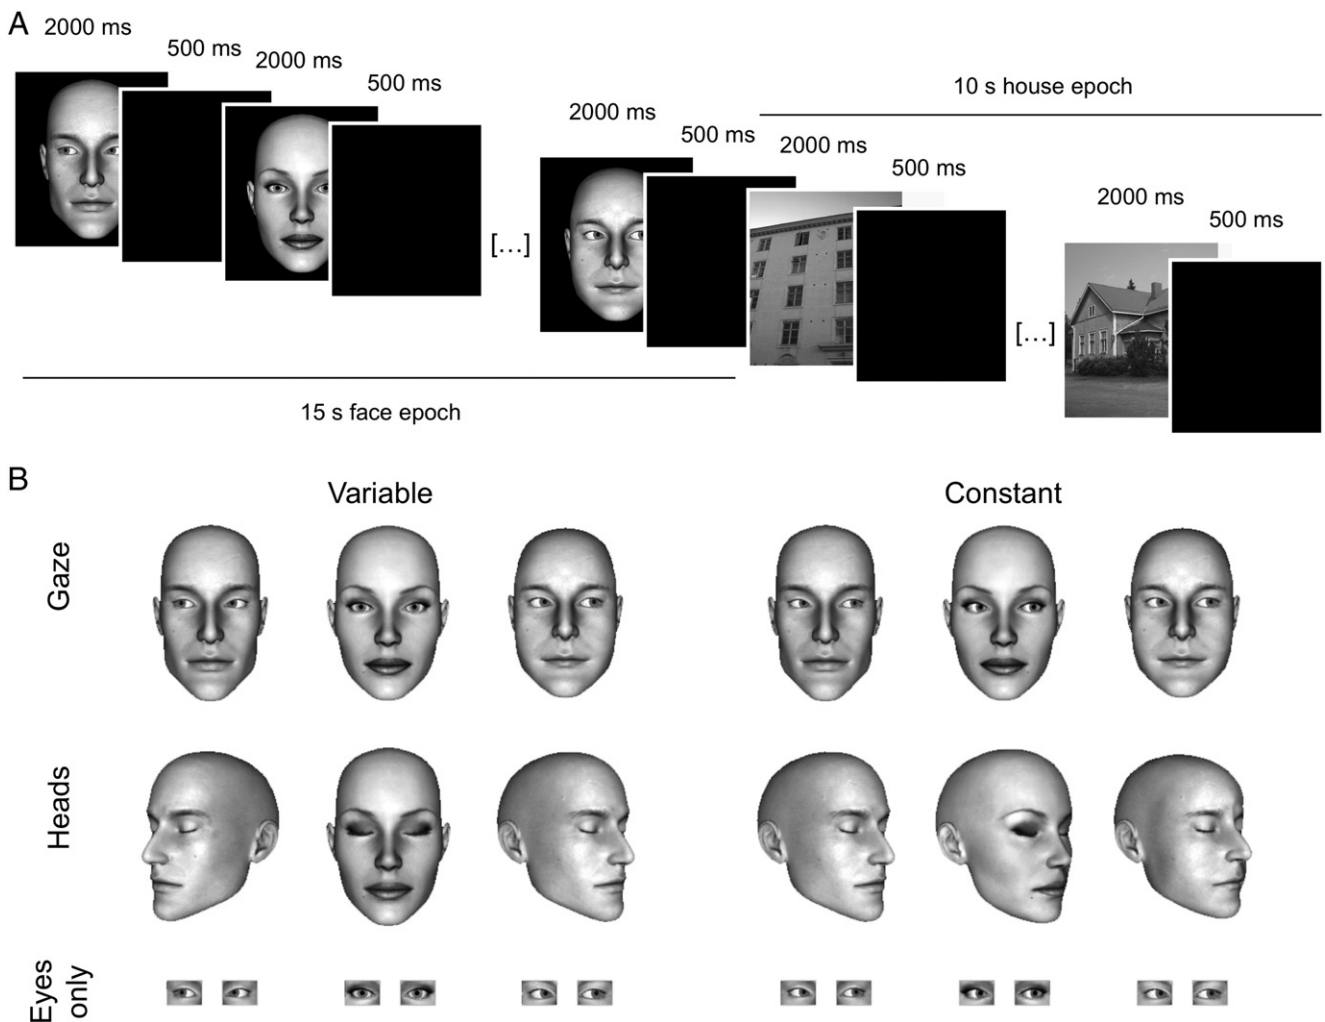 A
2000 ms
500 ms
2000 ms
500 ms
[...]
2000 ms
500 ms
2000 ms
500 ms
[...]
2000 ms
500 ms
10 s house epoch
15 s face epoch
B
Variable
Constant
Gaze
Heads
Eyes
only